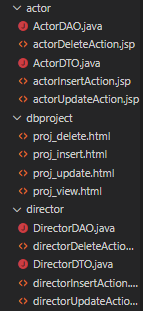 actor
ActorDAO.java
actorDeleteAction.jsp
ActorDTO.java
actorInsertAction.jsp
actorUpdateAction.jsp
dbproject
proj_delete.html
proj_insert.html
proj_update.html
proj_view.html
director
DirectorDAO.java
directorDeleteActio...
DirectorDTO.java
directorInsertAction....
directorUpdateActio...